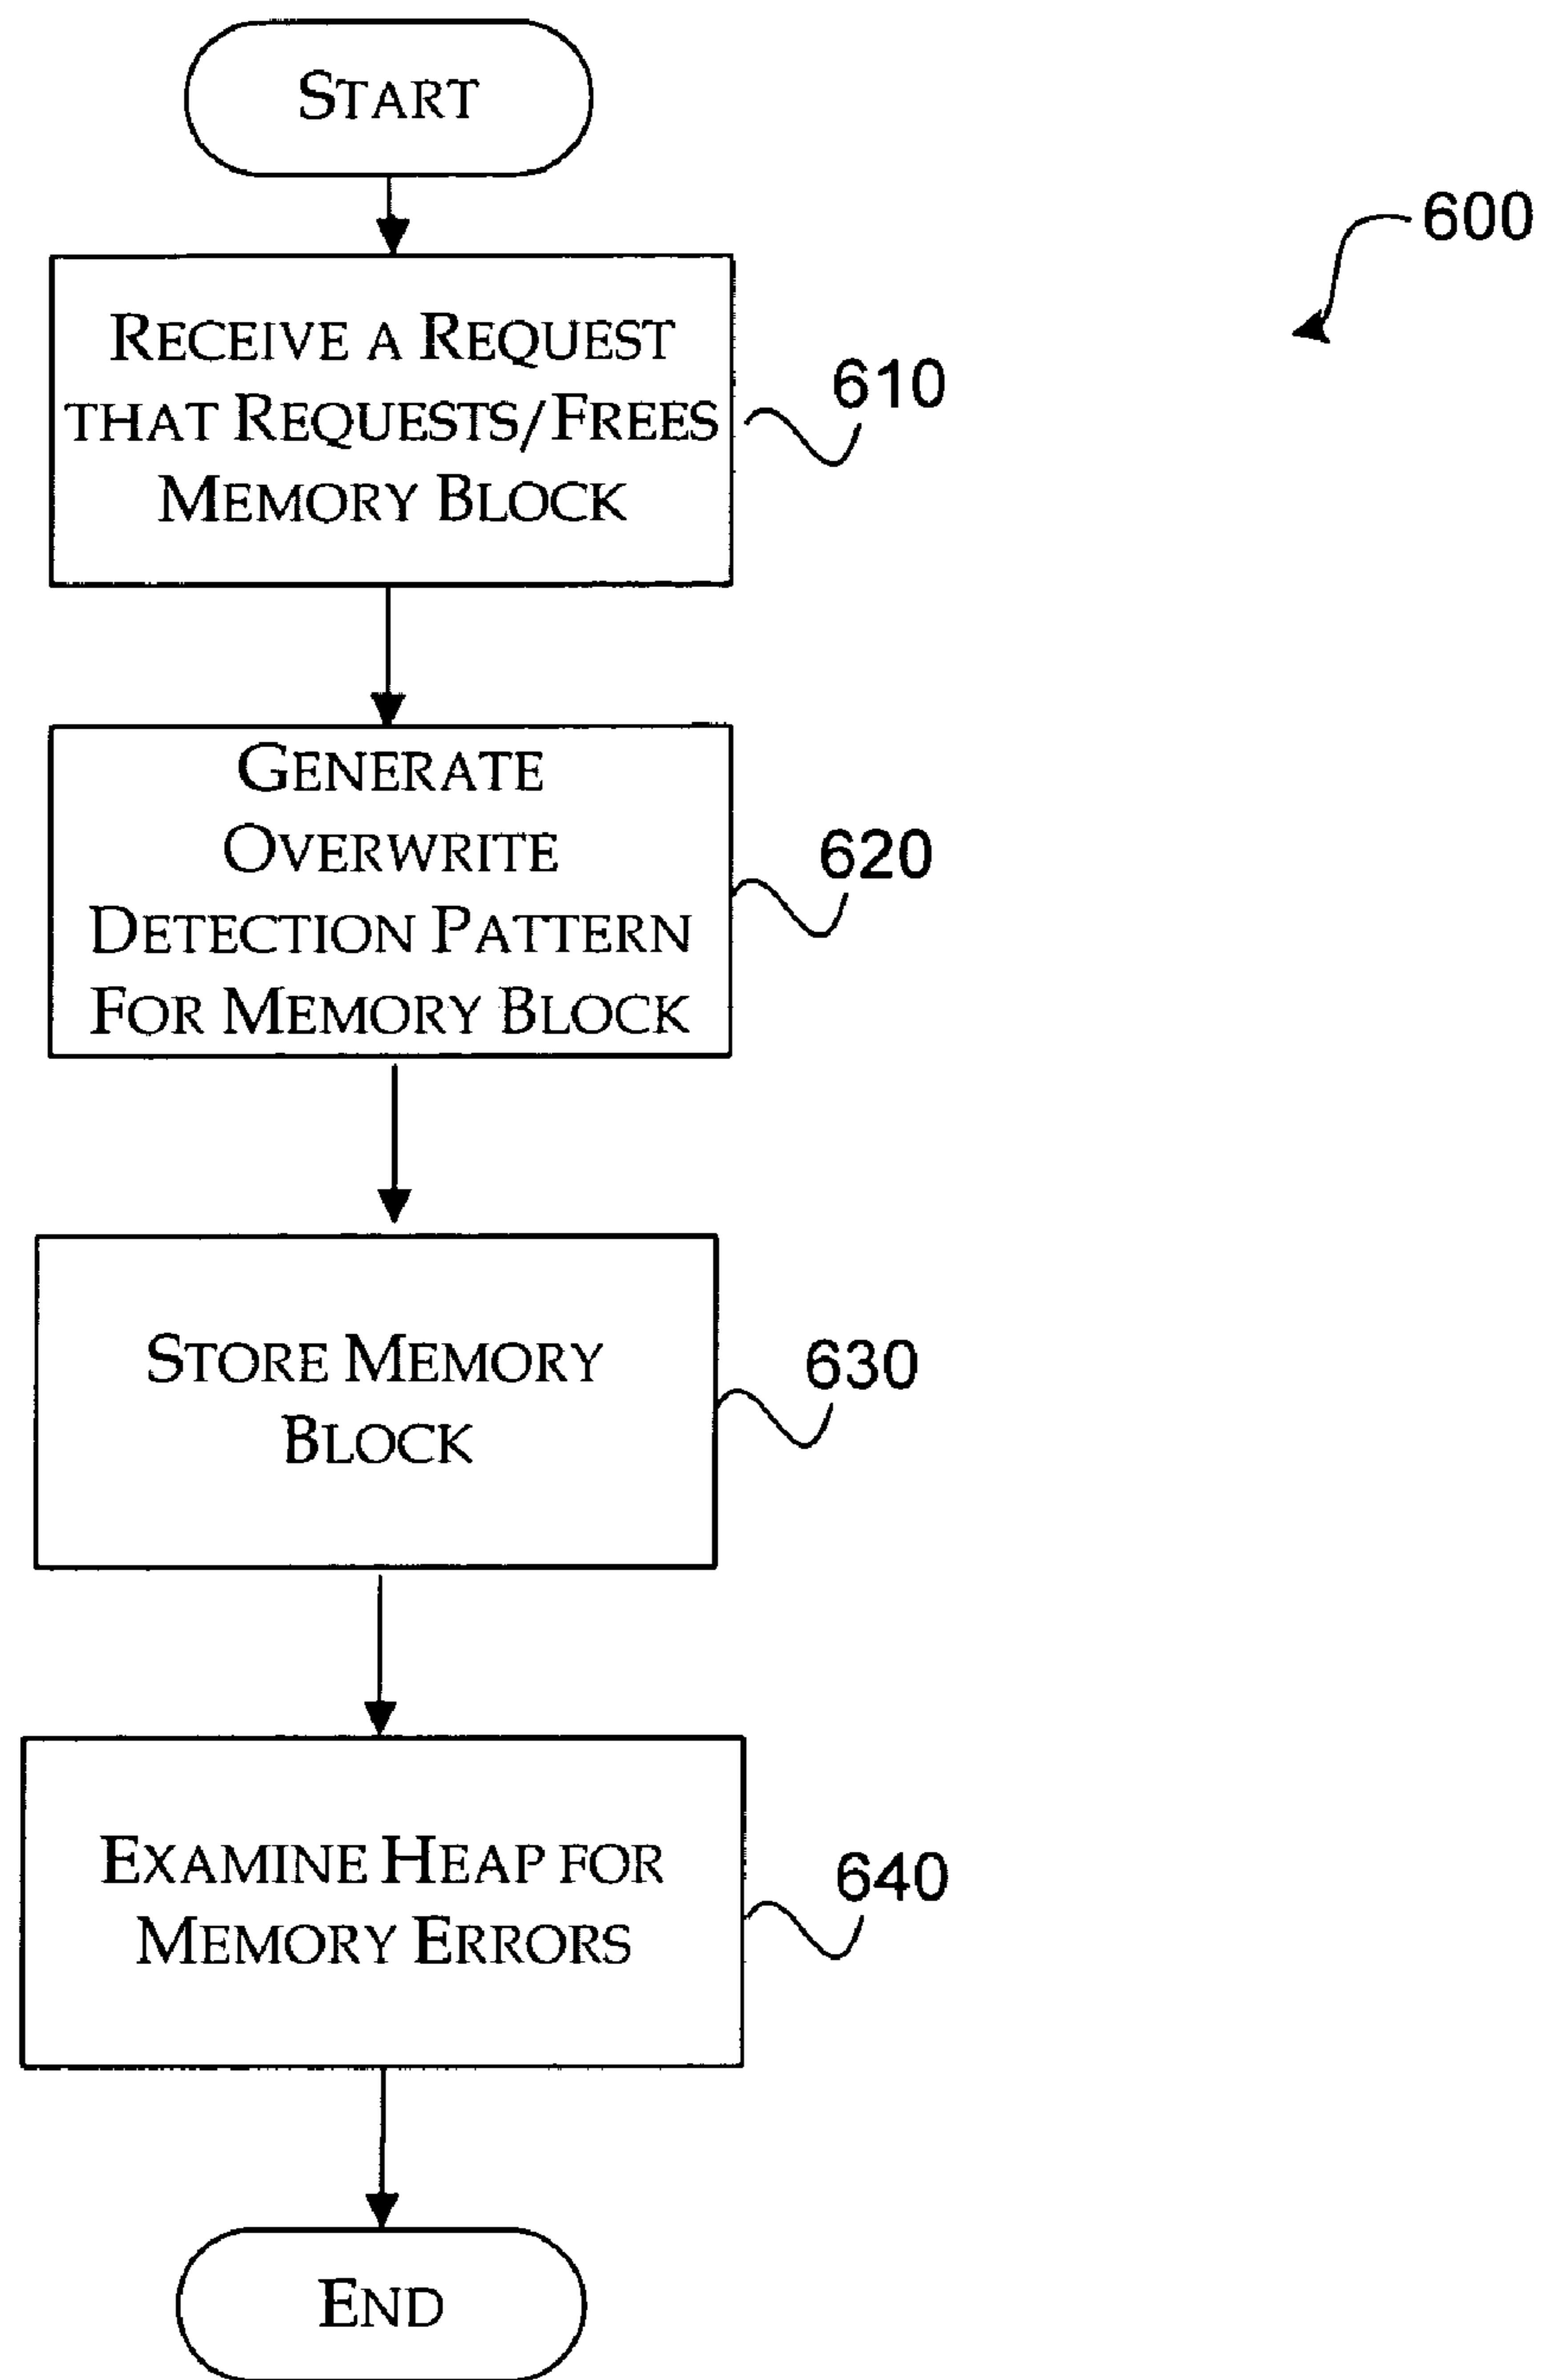 START
600
RECEIVE A REQUEST
THAT REQUESTS/FREES
MEMORY BLOCK
610
GENERATE
OVERWRITE
DETECTION PATTERN
FOR MEMORY BLOCK
620
STORE MEMORY
BLOCK
630
EXAMINE HEAP FOR
MEMORY ERRORS
640
END